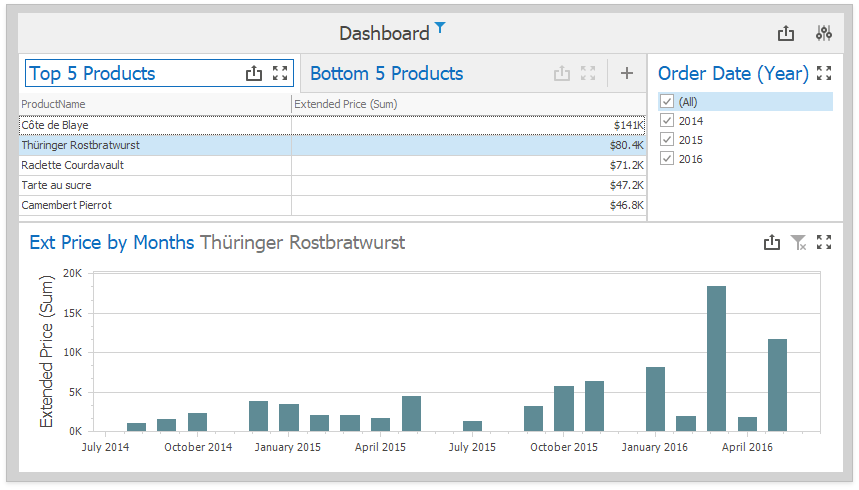 Dashboard
Top 5 Products
Bottom 5 Products
+
Order Date (Year)
ProductName
Extended Price (Sum)
Côte de Blaye
$141K
Thüringer Rostbratwurst
$80.4K
Raclette Courdavault
$71.2K
Tarte au sucre
$47.2K
Camembert Pierrot
$46.8K
(All)
2014
2015
2016
Ext Price by Months Thüringer Rostbratwurst
Extended Price (Sum)
20K
15K
10K
5K
0K
July 2014
October 2014
January 2015
April 2015
July 2015
October 2015
January 2016
April 2016